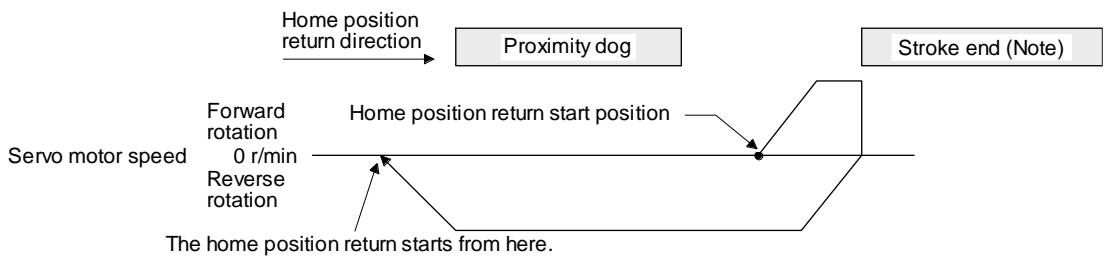 Home position
return direction
Proximity dog
Stroke end (Note)
Forward
rotation
Home position return start position
Servo motor speed 0 r/min
Reverse
rotation
The home position return starts from here.